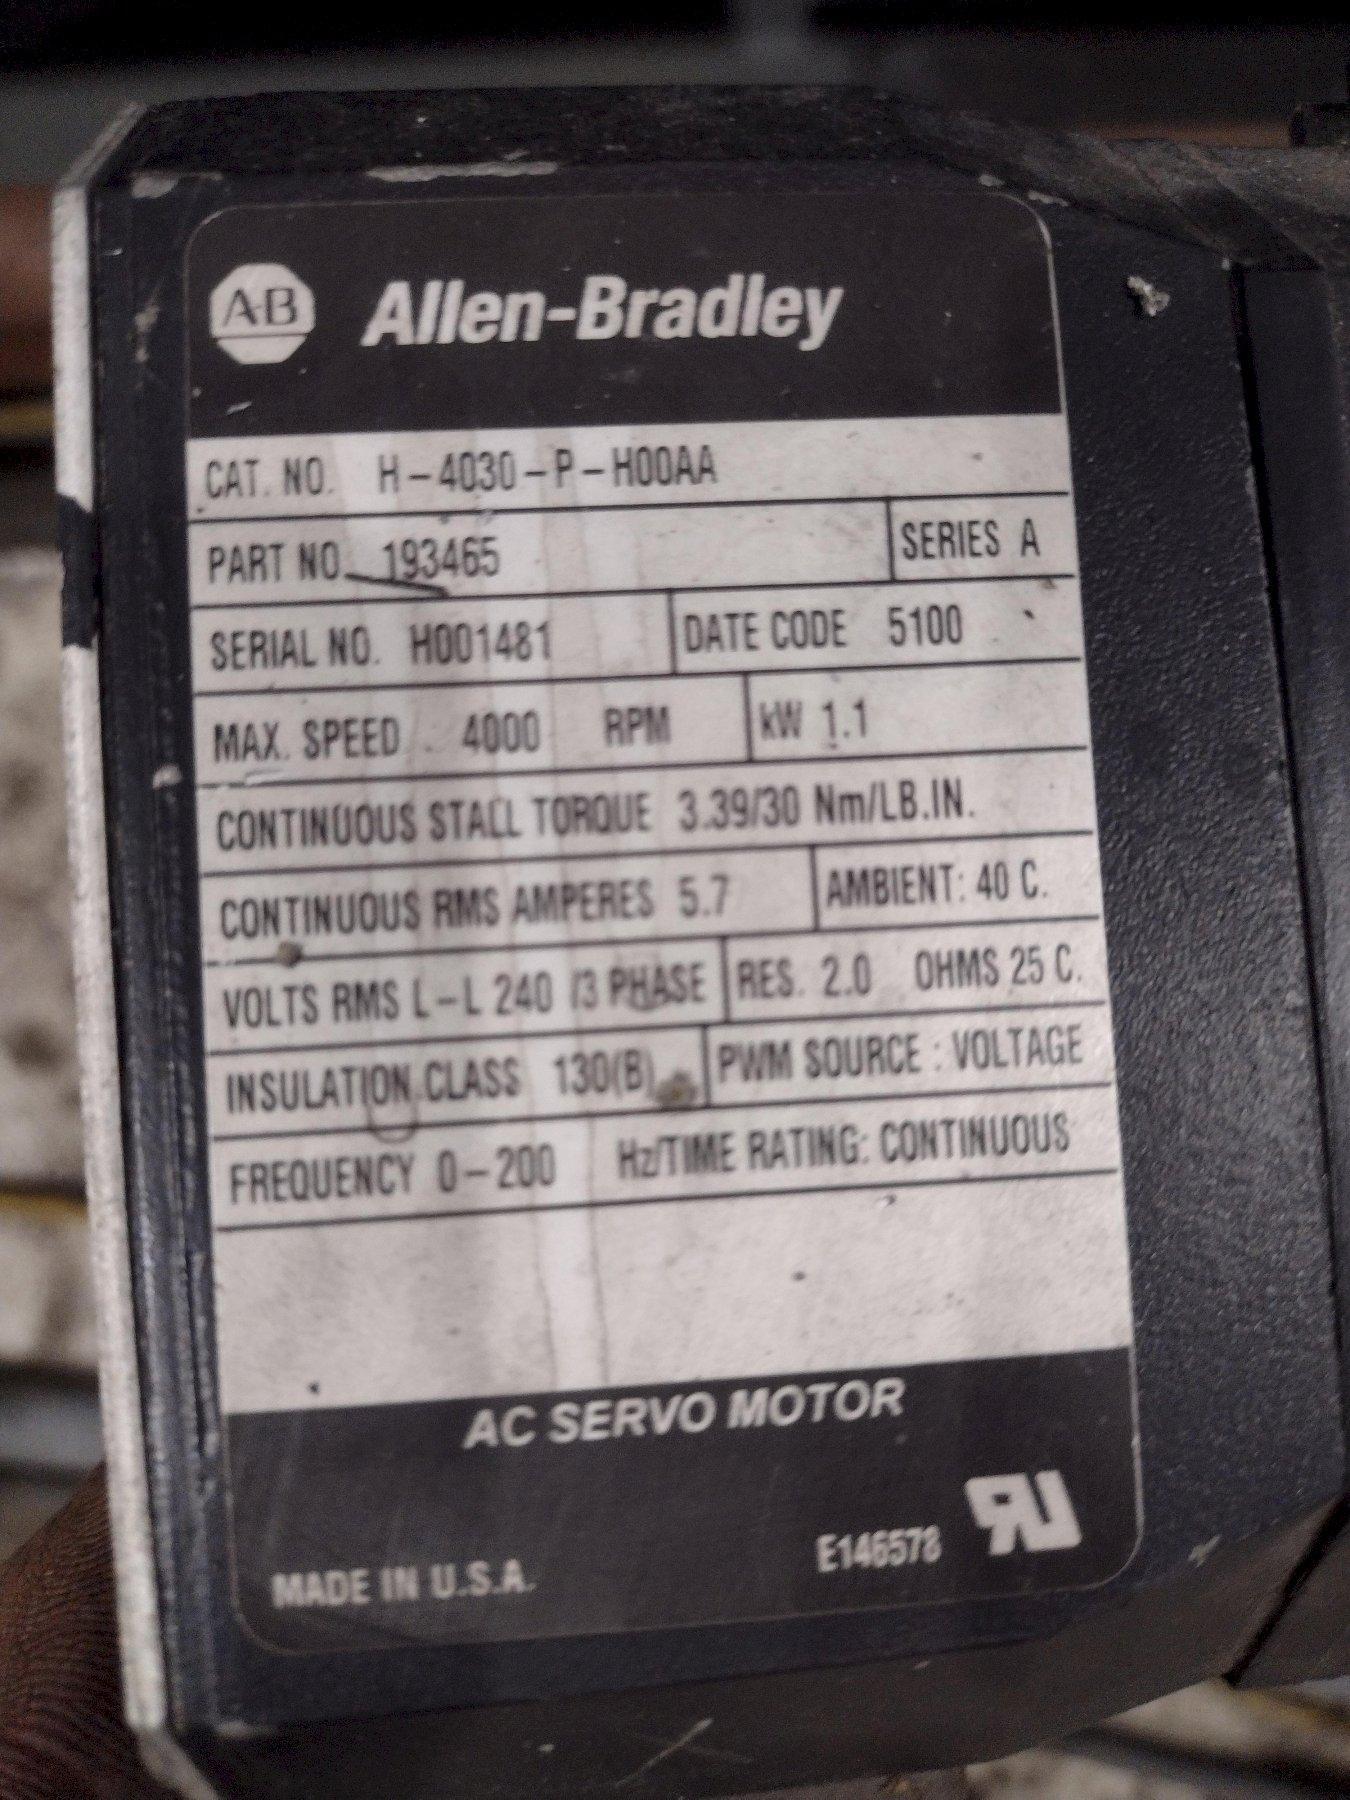 A-B Allen-Bradley
CAT. NO. H-4030-P-H00AA
PART NO. 193465 SERIES A
SERIAL NO. H001481 DATE CODE 5100
MAX. SPEED 4000 RPM kW 1.1
CONTINUOUS STALL TORQUE 3.39/30 Nm/LB.IN.
CONTINUOUS RMS AMPERES 5.7 AMBIENT: 40 C.
VOLTS RMS L-L 240 /3 PHASE RES. 2.0 OHMS 25 C.
INSULATION CLASS 130(B) PWM SOURCE : VOLTAGE
FREQUENCY 0-200 Hz/TIME RATING: CONTINUOUS
AC SERVO MOTOR
MADE IN U.S.A. E146578 RU